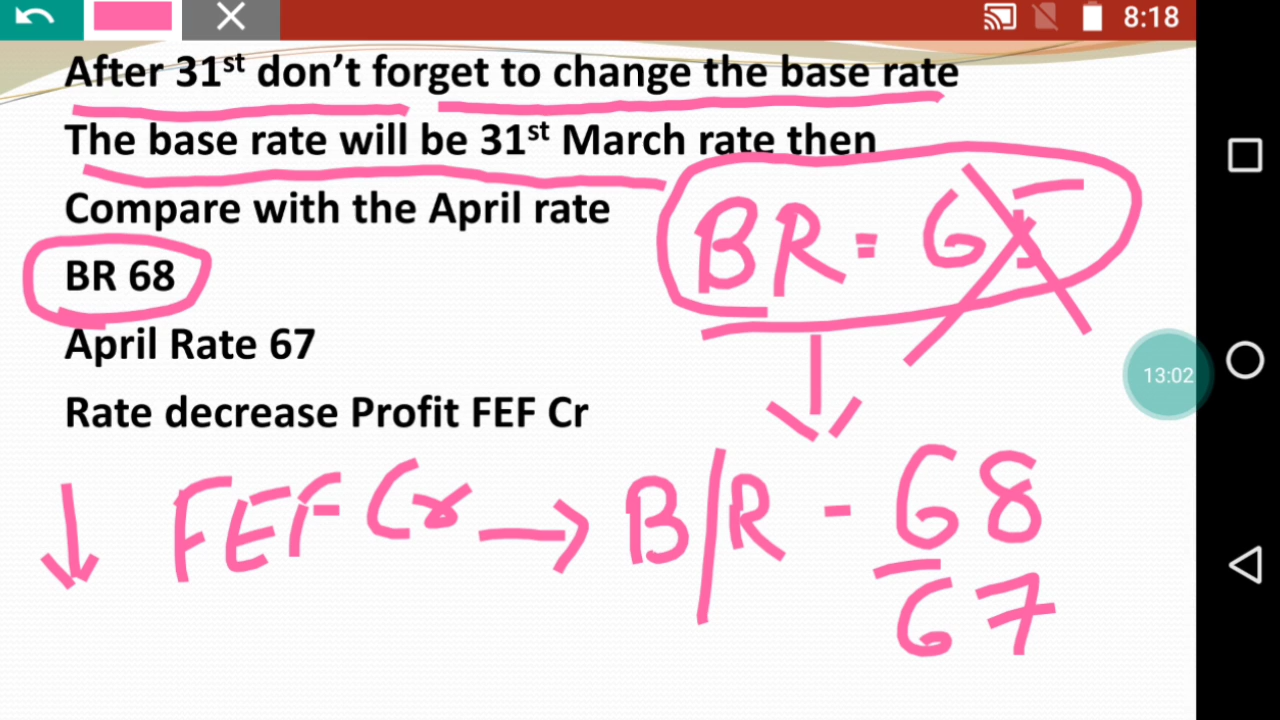 8:18
After 31st don't forget to change the base rate
The base rate will be 31st March rate then
Compare with the April rate
BR = 65
BR 68
April Rate 67
13:02
Rate decrease Profit FEF Cr
FEF Cr → B/R - 68
67